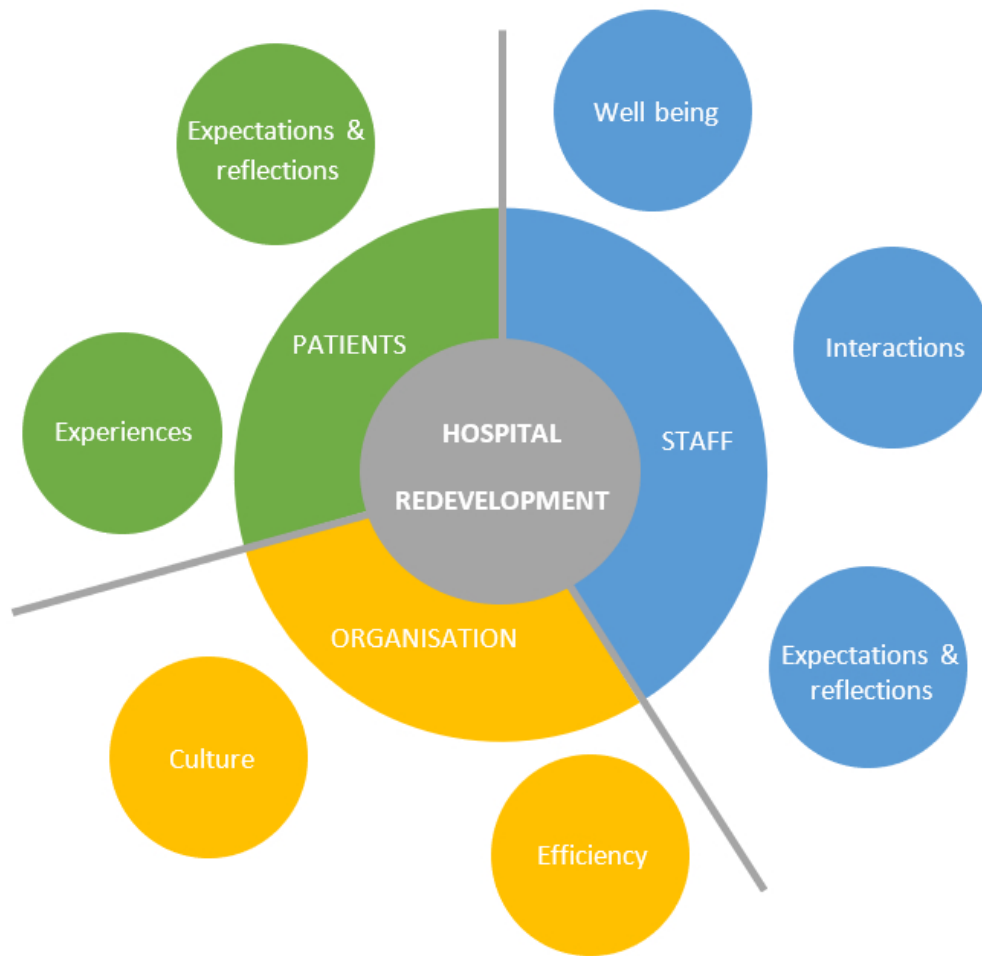 Well being
Expectations &
reflections
PATIENTS
Interactions
Experiences
HOSPITAL
REDEVELOPMENT
STAFF
ORGANISATION
Expectations &
reflections
Culture
Efficiency